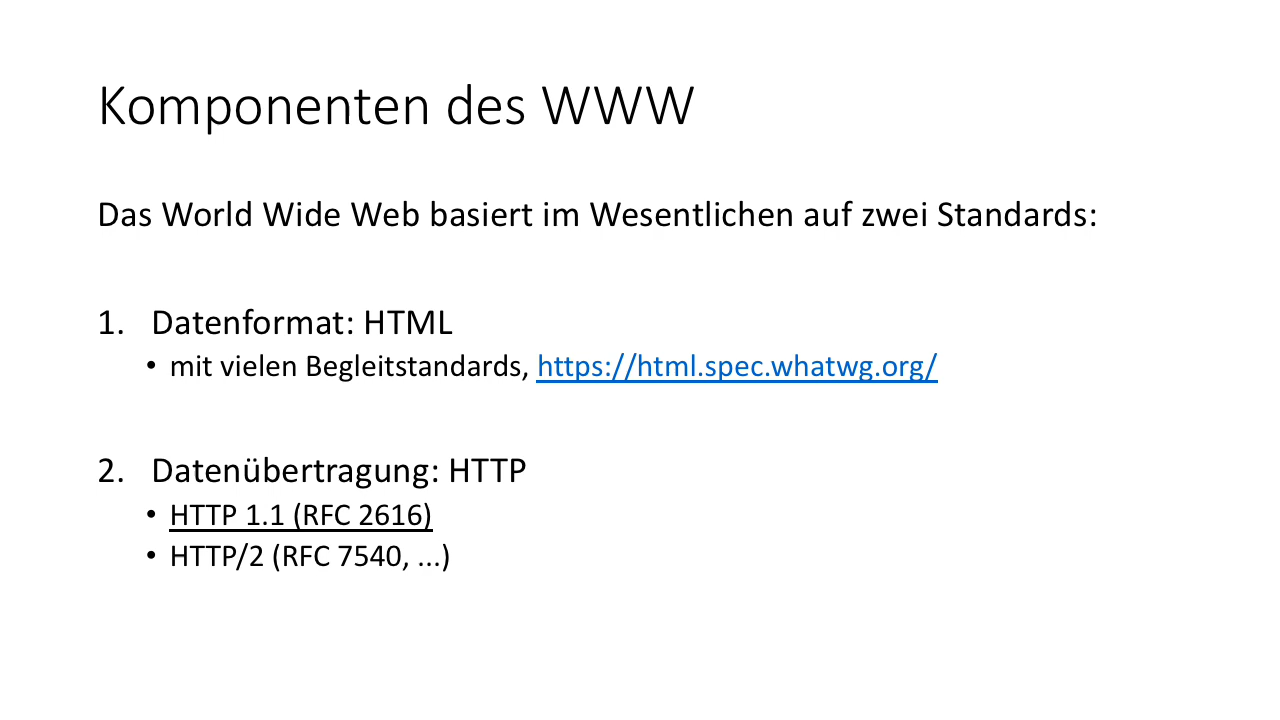 Komponenten des WWW
Das World Wide Web basiert im Wesentlichen auf zwei Standards:
1. Datenformat: HTML
• mit vielen Begleitstandards, https://html.spec.whatwg.org/
2. Datenübertragung: HTTP
• HTTP 1.1 (RFC 2616)
• HTTP/2 (RFC 7540, ...)